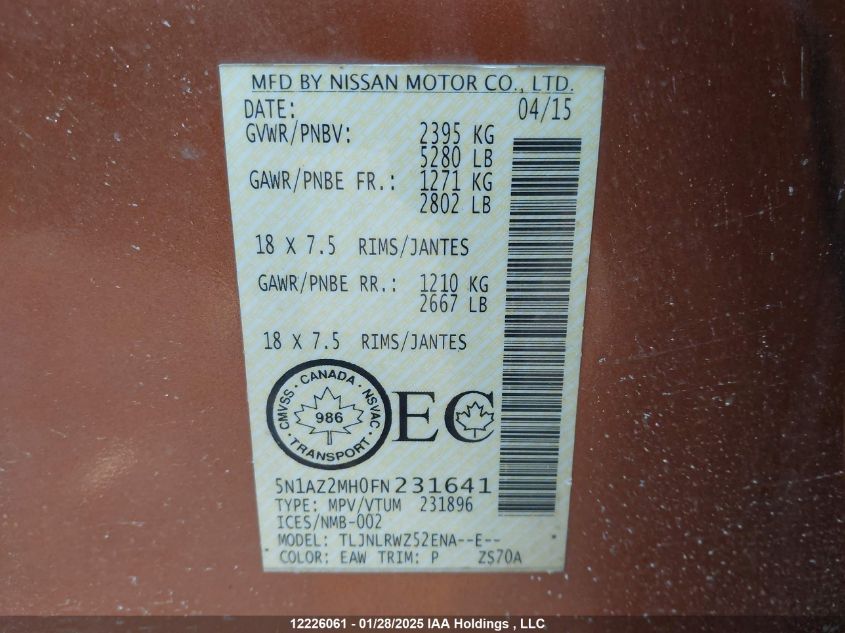 MFD BY NISSAN MOTOR CO., LTD.
DATE: 04/15
GVWR/PNBV: 2395 KG
5280 LB
GAWR/PNBE FR.: 1271 KG
2802 LB
18 X 7.5 RIMS/JANTES
GAWR/PNBE RR.: 1210 KG
2667 LB
18 X 7.5 RIMS/JANTES
CMVSS · CANADA · NSVAC
986
· TRANSPORT ·
EC
5N1AZ2MH0FN231641
TYPE: MPV/VTUM 231896
ICES/NMB-002
MODEL: TLJNLRWZ52ENA--E--
COLOR: EAW TRIM: P ZS70A
12226061 - 01/28/2025 IAA Holdings , LLC